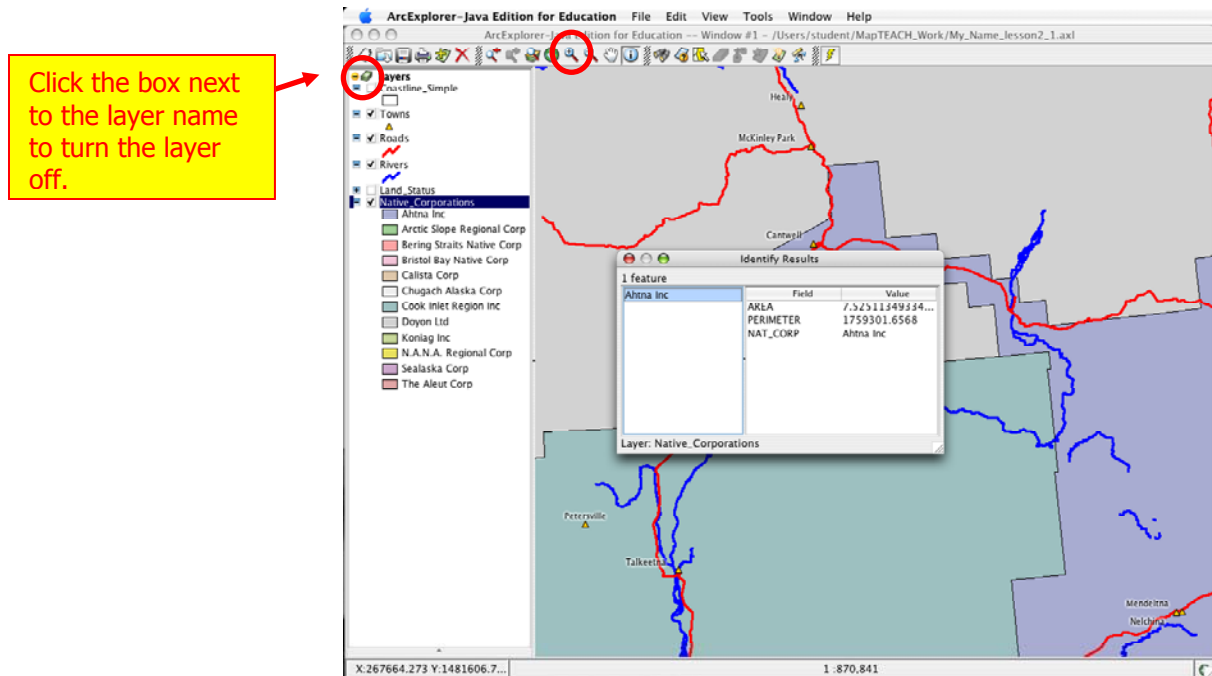 ArcExplorer-Java Edition for Education File Edit View Tools Window Help
ArcExplorer-Java Edition for Education -- Window #1 - /Users/student/MapTEACH_Work/My_Name_lesson2_1.axl
Click the box next
to the layer name
to turn the layer
off.
Layers
Coastline_Simple
Towns
Roads
Rivers
Land_Status
Native_Corporations
Ahtna Inc
Arctic Slope Regional Corp
Bering Straits Native Corp
Bristol Bay Native Corp
Calista Corp
Chugach Alaska Corp
Cook Inlet Region Inc
Doyon Ltd
Koniag Inc
N.A.N.A. Regional Corp
Sealaska Corp
The Aleut Corp
Healy
McKinley Park
Cantwell
Identify Results
1 feature
Ahtna Inc
Field Value
AREA 7.52511349334...
PERIMETER 1759301.6568
NAT_CORP Ahtna Inc
Layer: Native_Corporations
Petersville
Talkeetna
Mendeltna
Nelchina
X:267664.273 Y:1481606.7...
1 :870,841